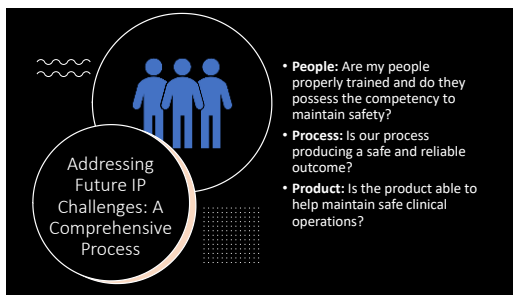 Addressing
Future IP
Challenges: A
Comprehensive
Process
• People: Are my people
properly trained and do they
possess the competency to
maintain safety?
• Process: Is our process
producing a safe and reliable
outcome?
• Product: Is the product able to
help maintain safe clinical
operations?